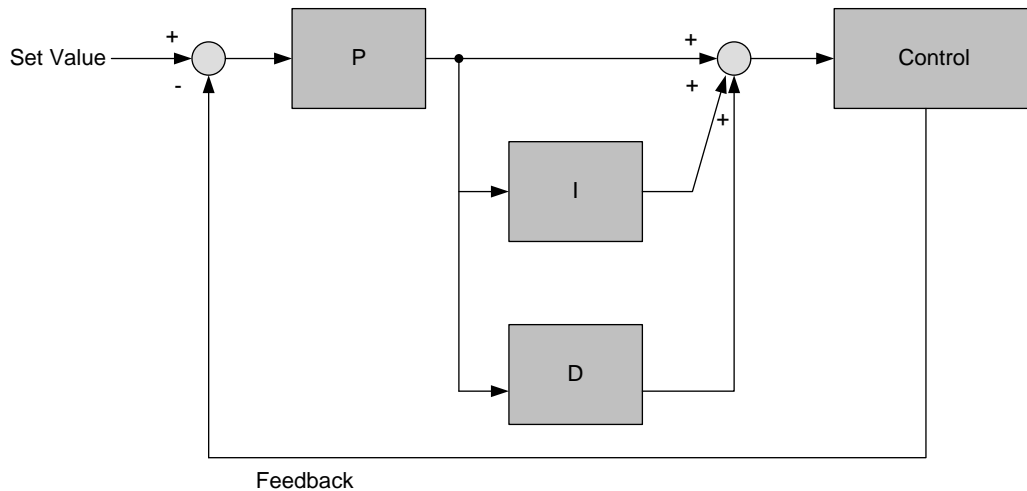 Set Value
+
-
P
+
+
+
Control
I
D
Feedback